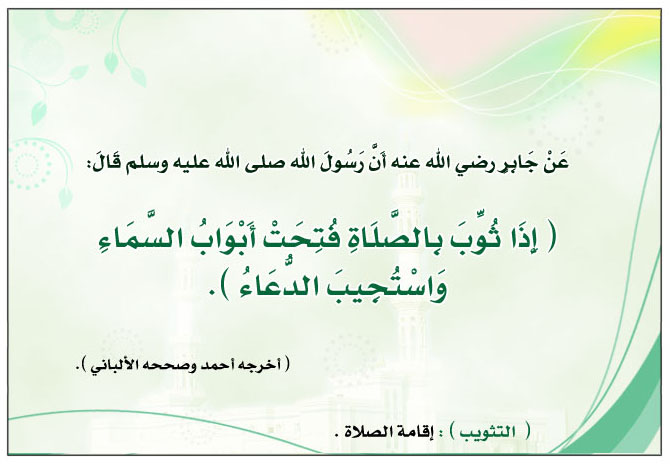 عَنْ جَابِرٍ رضي الله عنه أَنَّ رَسُولَ الله صلى الله عليه وسلم قَالَ:
( إِذَا ثُوِّبَ بِالصَّلَاةِ فُتِحَتْ أَبْوَابُ السَّمَاءِ
وَاسْتُجِيبَ الدُّعَاءُ ).
( أخرجه أحمد وصححه الألباني ).
( التثويب ) : إقامة الصلاة .